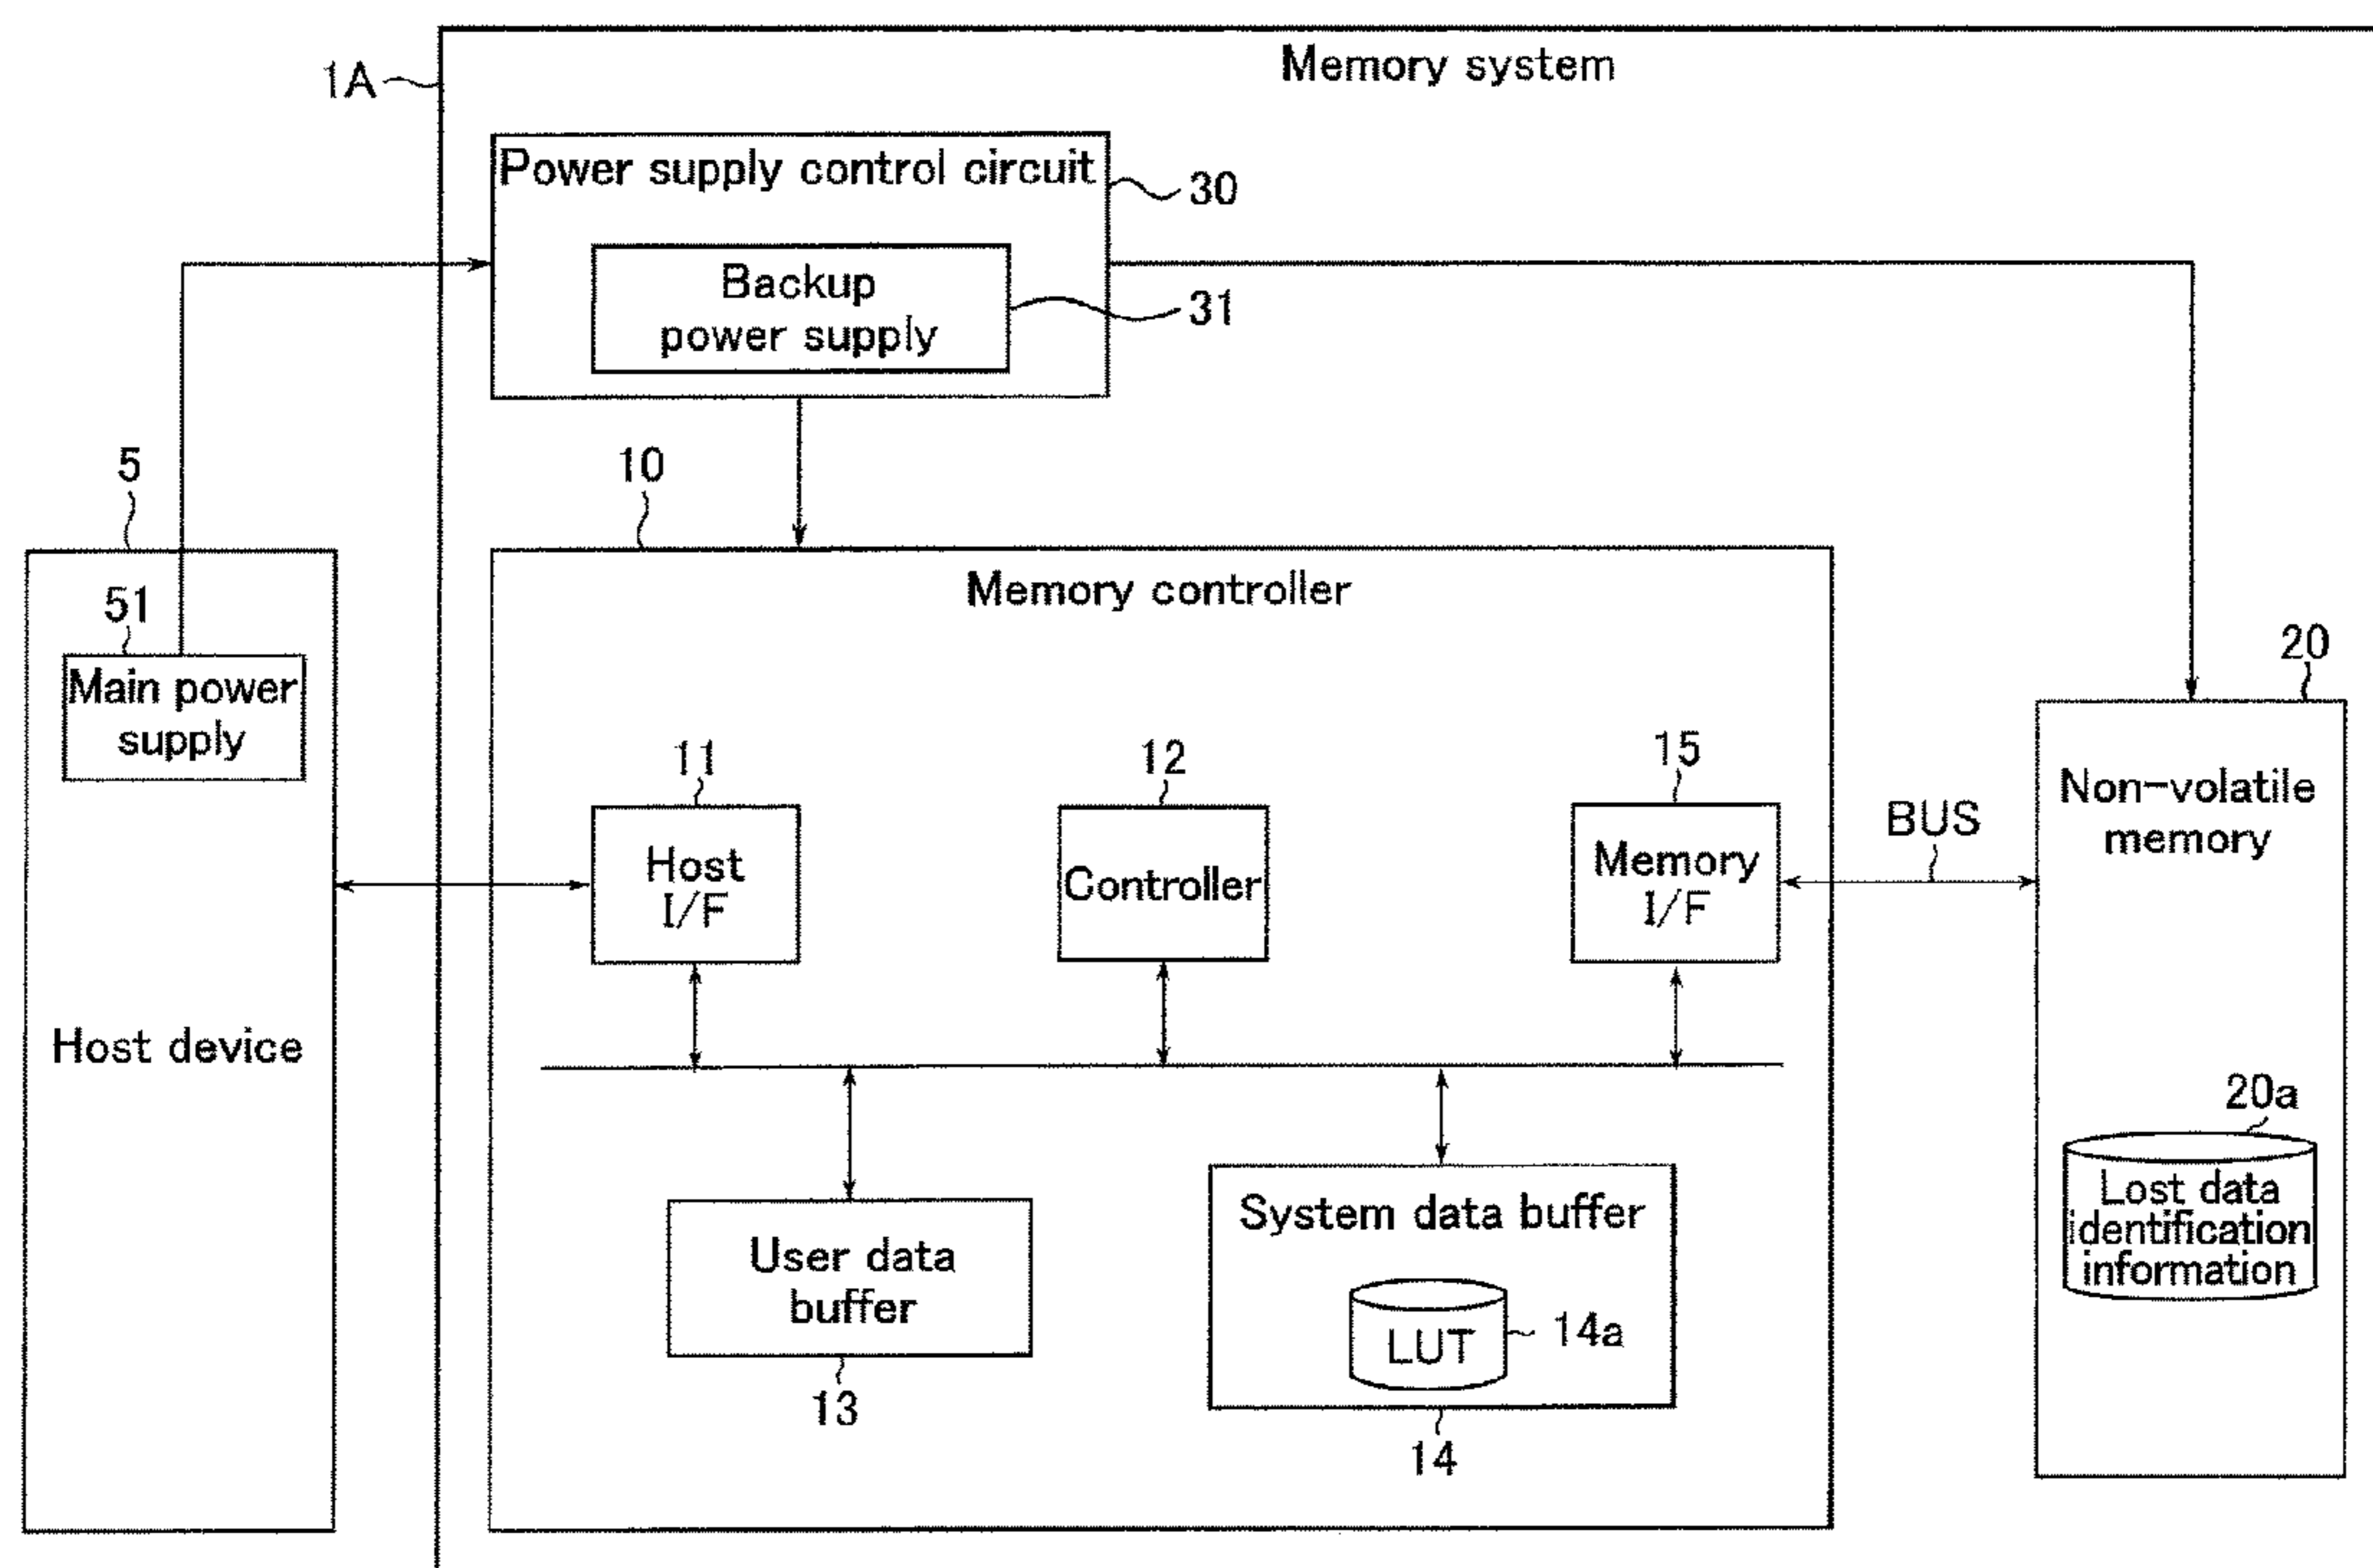 Memory system
1A
Power supply control circuit
30
Backup
power supply
31
5
10
51
Main power
supply
Memory controller
20
11
12
15
Host
I/F
Controller
Memory
I/F
BUS
Non-volatile
memory
Host device
20a
Lost data
identification
information
User data
buffer
13
System data buffer
LUT
14a
14